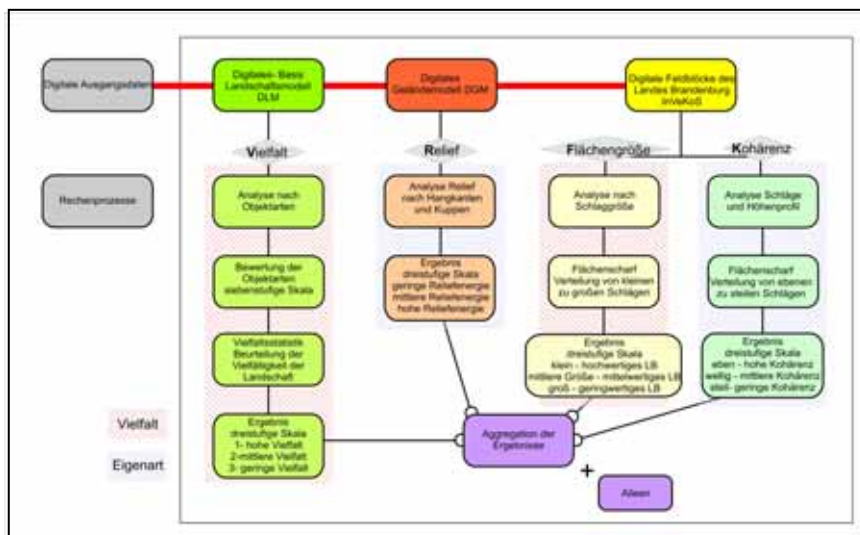 Digitale Ausgangsdaten
Digitales- Basis
Landschaftsmodell
DLM
Digitales
Geländemodell DGM
Digitale Feldblöcke des
Landes Brandenburg
InVeKoS
Vielfalt
Relief
Flächengröße
Kohärenz
Rechenprozesse
Analyse nach
Objektarten
Analyse Relief
nach Hangkanten
und Kuppen
Analyse nach
Schlaggröße
Analyse Schläge
und Höhenprofil
Bewertung der
Objektarten
siebenstufige Skala
Ergebnis
dreistufige Skala
geringe Reliefenergie
mittlere Reliefenergie
hohe Reliefenergie
Flächenscharf
Verteilung von kleinen
zu großen Schlägen
Flächenscharf
Verteilung von ebenen
zu steilen Schlägen
Vielfaltsstatistik
Beurteilung der
Vielfältigkeit der
Landschaft
Ergebnis
dreistufige Skala
klein - hochwertiges LB
mittlere Größe - mittelwertiges LB
groß - geringwertiges LB
Ergebnis
dreistufige Skala
eben - hohe Kohärenz
wellig - mittlere Kohärenz
steil- geringe Kohärenz
Vielfalt
Eigenart
Ergebnis
dreistufige Skala
1- hohe Vielfalt
2-mittlere Vielfalt
3- geringe Vielfalt
Aggregation der
Ergebnisse
+
Alleen